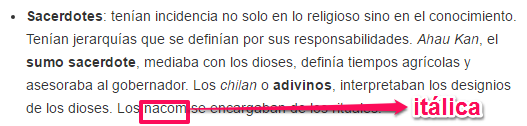 • Sacerdotes: tenían incidencia no solo en lo religioso sino en el conocimiento.
Tenían jerarquías que se definían por sus responsabilidades. Ahau Kan, el
sumo sacerdote, mediaba con los dioses, definía tiempos agrícolas y
asesoraba al gobernador. Los chilan o adivinos, interpretaban los designios
de los dioses. Los nacom se encargaban de los rituales.
itálica